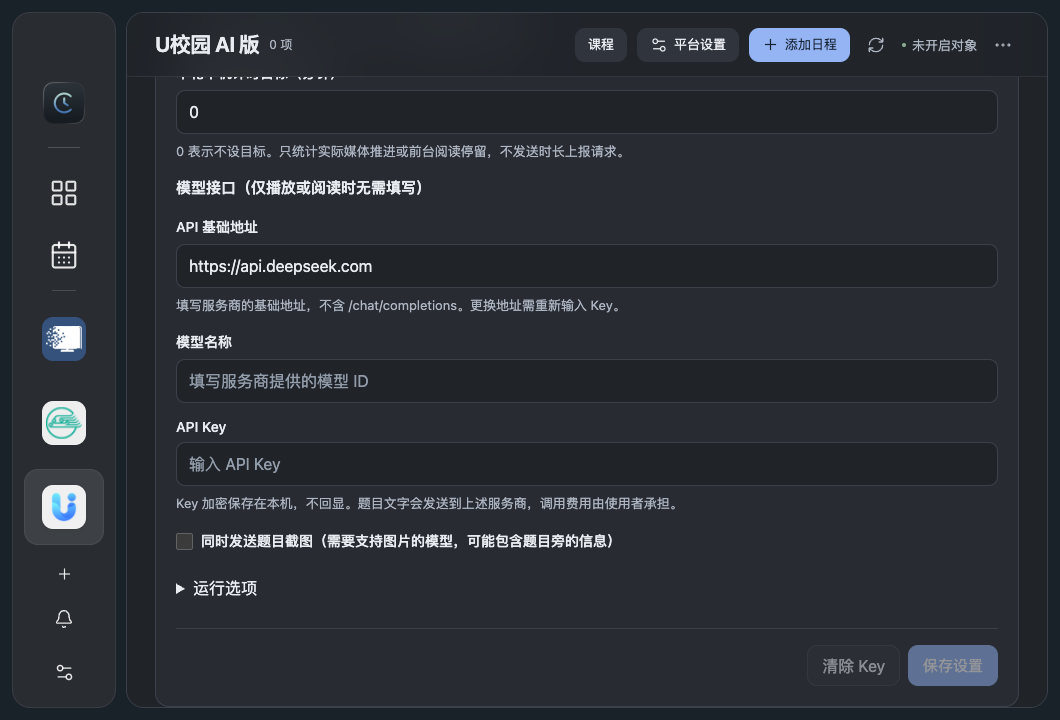 U校园 AI 版
0 项
课程
平台设置
添加日程
未开启对象
0
0 表示不设目标。只统计实际媒体推进或前台阅读停留，不发送时长上报请求。
模型接口（仅播放或阅读时无需填写）
API 基础地址
https://api.deepseek.com
填写服务商的基础地址，不含 /chat/completions。更换地址需重新输入 Key。
模型名称
填写服务商提供的模型 ID
API Key
输入 API Key
Key 加密保存在本机，不回显。题目文字会发送到上述服务商，调用费用由使用者承担。
同时发送题目截图（需要支持图片的模型，可能包含题目旁的信息）
运行选项
清除 Key
保存设置